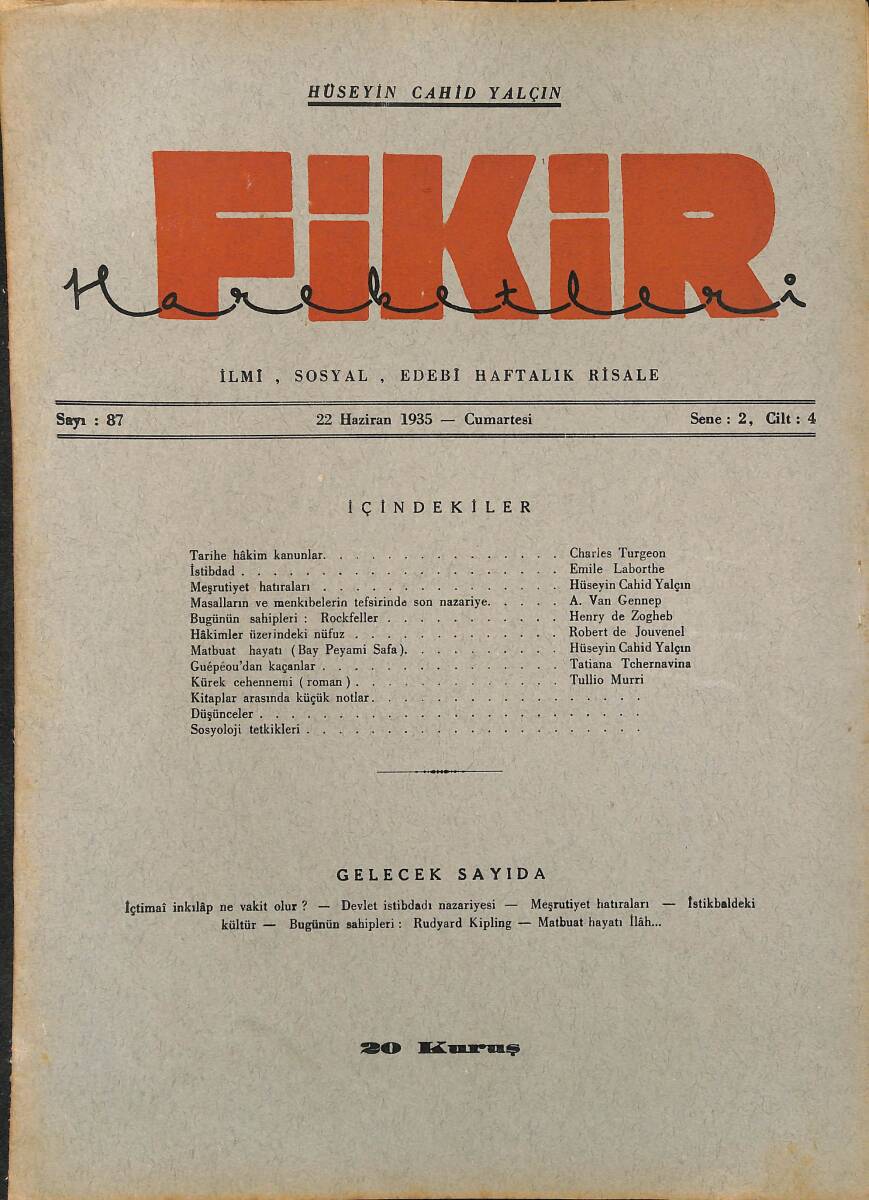 HÜSEYİN CAHİD YALÇIN
FİKİR
Hareketleri
İLMÎ , SOSYAL , EDEBÎ HAFTALIK RİSALE
Sayı : 87 22 Haziran 1935 — Cumartesi Sene : 2, Cilt : 4
İÇİNDEKİLER
Tarihe hâkim kanunlar. . . . . . . . . . . . . . Charles Turgeon
İstibdad . . . . . . . . . . . . . . . . . . Emile Laborthe
Meşrutiyet hatıraları . . . . . . . . . . . . . . Hüseyin Cahid Yalçın
Masalların ve menkıbelerin tefsirinde son nazariye. . . . . A. Van Gennep
Bugünün sahipleri : Rockfeller . . . . . . . . . . Henry de Zogheb
Hâkimler üzerindeki nüfuz . . . . . . . . . . . . Robert de Jouvenel
Matbuat hayatı (Bay Peyami Safa). . . . . . . . . Hüseyin Cahid Yalçın
Guépéou'dan kaçanlar . . . . . . . . . . . . . . Tatiana Tchernavina
Kürek cehennemi ( roman ) . . . . . . . . . . . . Tullio Murri
Kitaplar arasında küçük notlar. . . . . . . . . . . . . . .
Düşünceler . . . . . . . . . . . . . . . . . . . . . .
Sosyoloji tetkikleri . . . . . . . . . . . . . . . . . . .
GELECEK SAYIDA
İçtimaî inkılâp ne vakit olur ? — Devlet istibdadı nazariyesi — Meşrutiyet hatıraları — İstikbaldeki
kültür — Bugünün sahipleri : Rudyard Kipling — Matbuat hayatı İlâh...
20 Kuruş